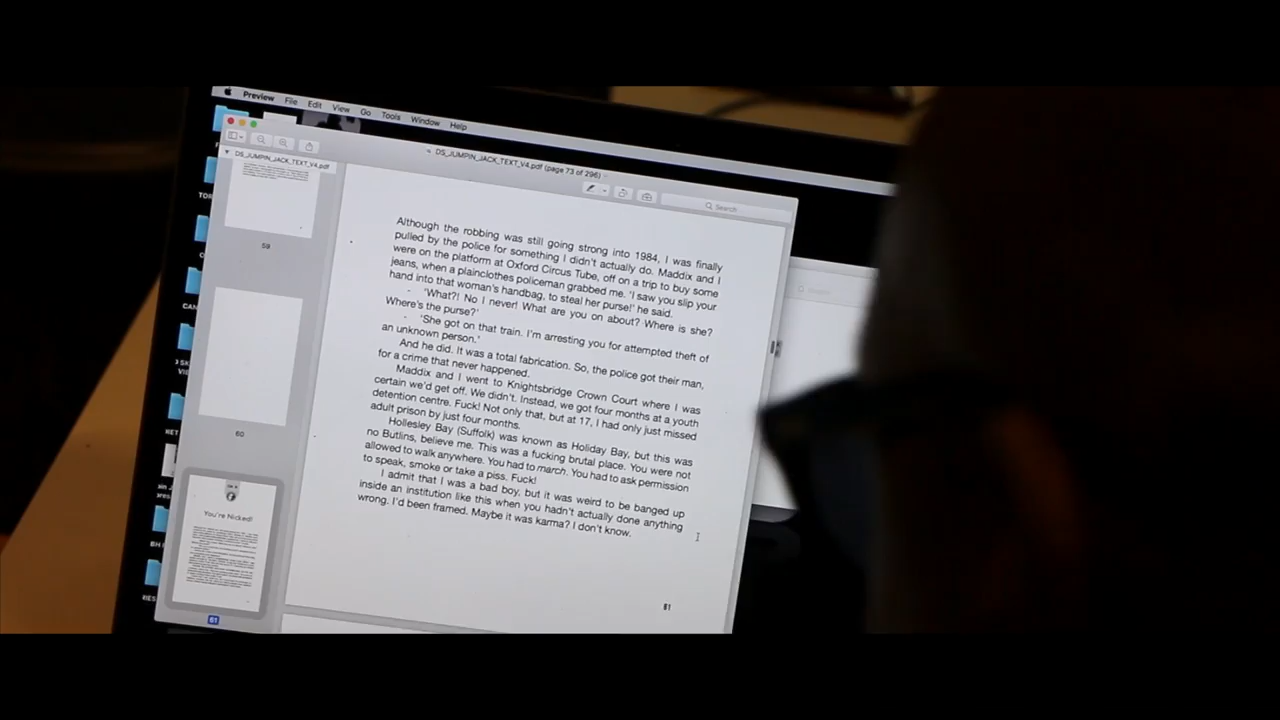 Preview File Edit View Go Tools Window Help
DS_JUMPIN_JACK_TEXT_V4.pdf (page 73 of 296)
DS_JUMPIN_JACK_TEXT_V4.pdf
Search
Although the robbing was still going strong into 1984, I was finally
pulled by the police for something I didn't actually do. Maddix and I
were on the platform at Oxford Circus Tube, off on a trip to buy some
jeans, when a plainclothes policeman grabbed me. 'I saw you slip your
hand into that woman's handbag, to steal her purse!' he said.
- 'What?! No I never! What are you on about? Where is she?
Where's the purse?'
- 'She got on that train. I'm arresting you for attempted theft of
an unknown person.'
And he did. It was a total fabrication. So, the police got their man,
for a crime that never happened.
Maddix and I went to Knightsbridge Crown Court where I was
certain we'd get off. We didn't. Instead, we got four months at a youth
detention centre. Fuck! Not only that, but at 17, I had only just missed
adult prison by just four months.
Hollesley Bay (Suffolk) was known as Holiday Bay, but this was
no Butlins, believe me. This was a fucking brutal place. You were not
allowed to walk anywhere. You had to march. You had to ask permission
to speak, smoke or take a piss. Fuck!
I admit that I was a bad boy, but it was weird to be banged up
inside an institution like this when you hadn't actually done anything
wrong. I'd been framed. Maybe it was karma? I don't know.
61
59
60
You're Nicked!
61